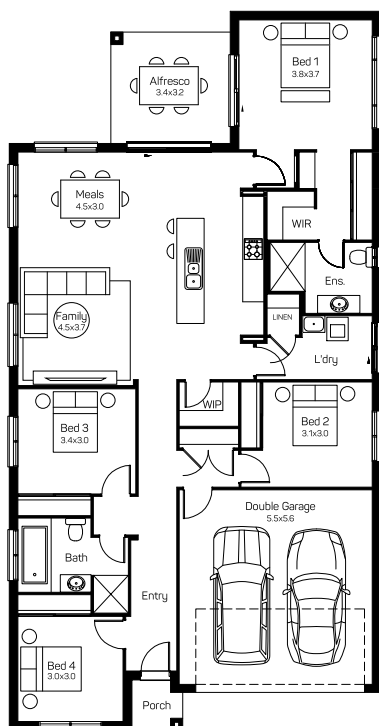 Bed 1
3.8x3.7
Alfresco
3.4x3.2
Meals
4.5x3.0
WIR
Ens.
Family
4.5x3.7
LINEN
L'dry
WIP
Bed 3
3.4x3.0
Bed 2
3.1x3.0
Double Garage
5.5x5.6
Bath
Entry
Bed 4
3.0x3.0
Porch